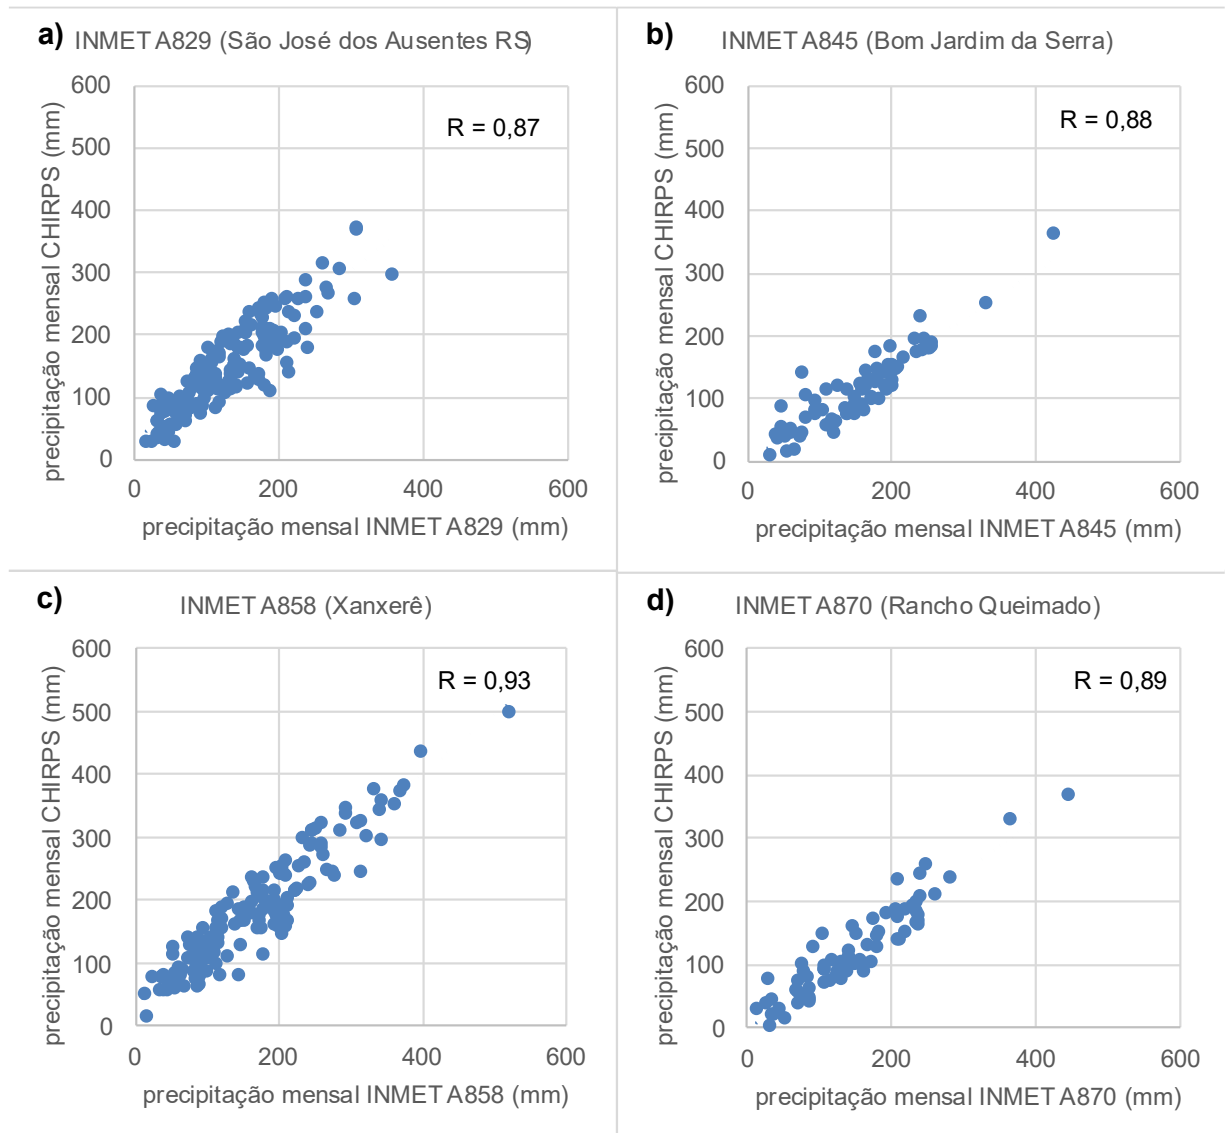 a) INMET A829 (São José dos Ausentes RS)
600
500
400
300
200
100
0
precipitação mensal CHIRPS (mm)
R = 0,87
0 200 400 600
precipitação mensal INMET A829 (mm)
b) INMET A845 (Bom Jardim da Serra)
600
500
400
300
200
100
0
precipitação mensal CHIRPS (mm)
R = 0,88
0 200 400 600
precipitação mensal INMET A845 (mm)
c) INMET A858 (Xanxerê)
600
500
400
300
200
100
0
precipitação mensal CHIRPS (mm)
R = 0,93
0 200 400 600
precipitação mensal INMET A858 (mm)
d) INMET A870 (Rancho Queimado)
600
500
400
300
200
100
0
precipitação mensal CHIRPS (mm)
R = 0,89
0 200 400 600
precipitação mensal INMET A870 (mm)